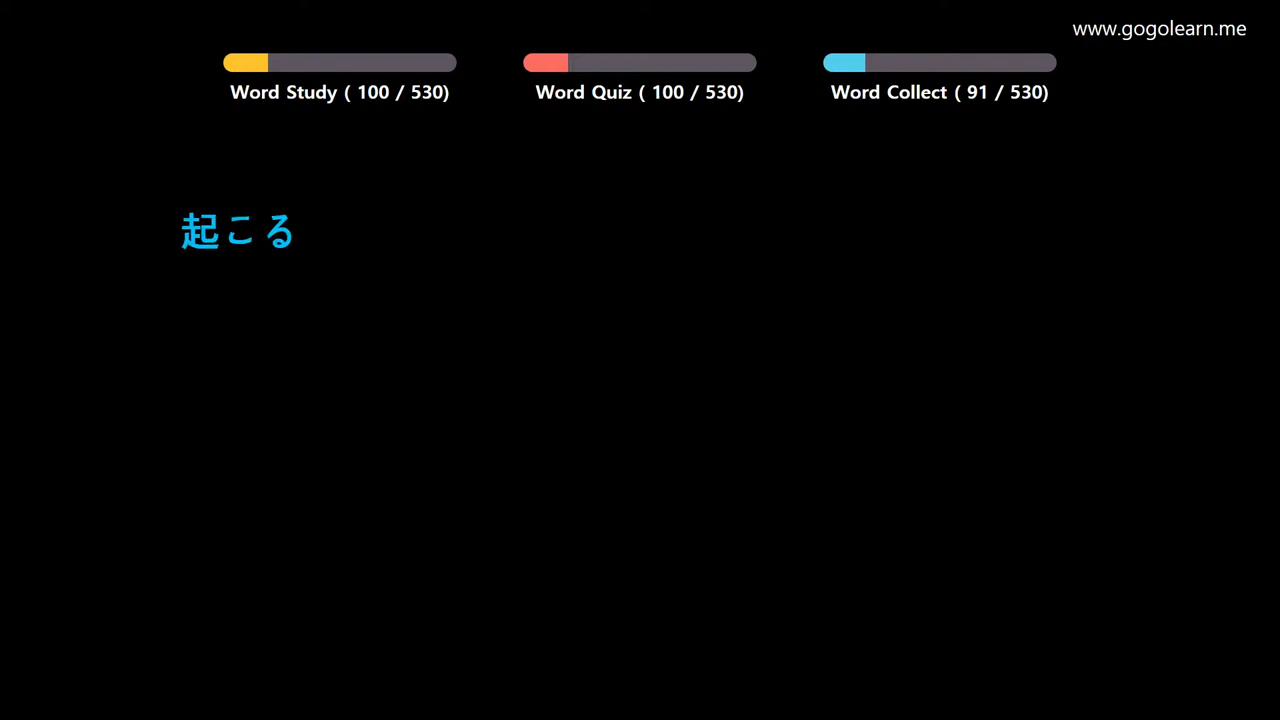 www.gogolearn.me
Word Study ( 100 / 530)
Word Quiz ( 100 / 530)
Word Collect ( 91 / 530)
起こる